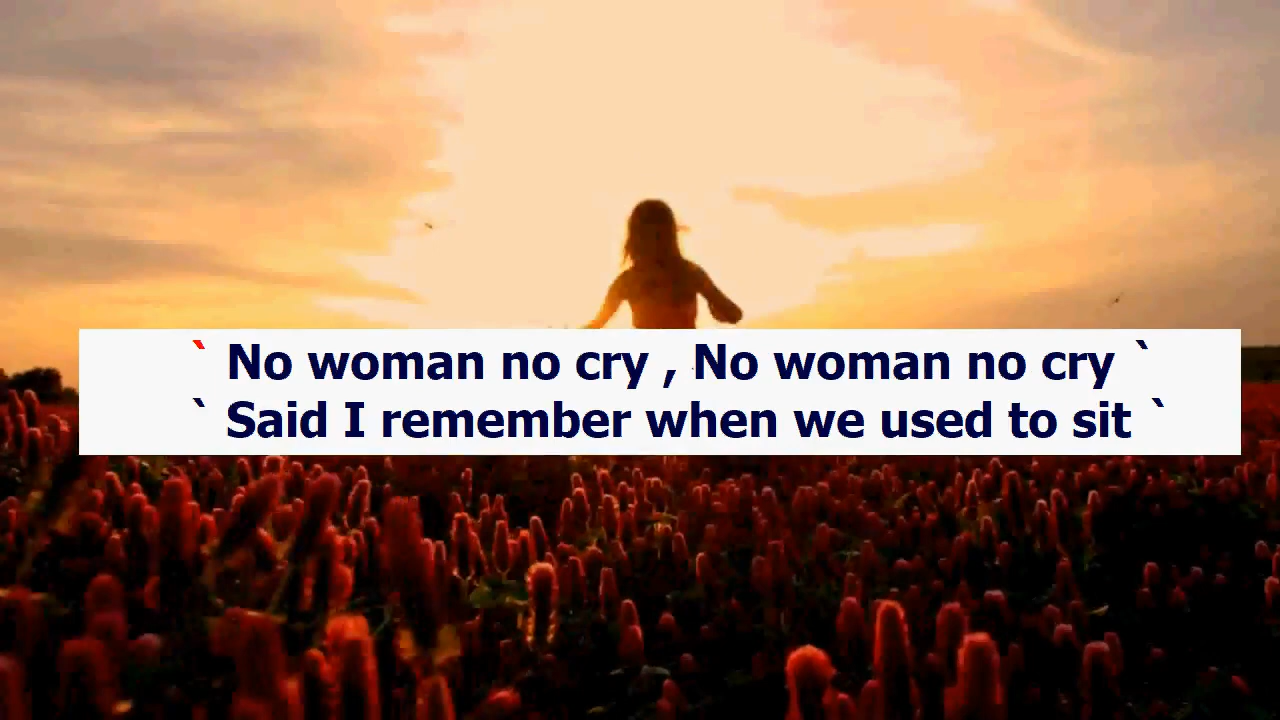 ` No woman no cry , No woman no cry `
` Said I remember when we used to sit `